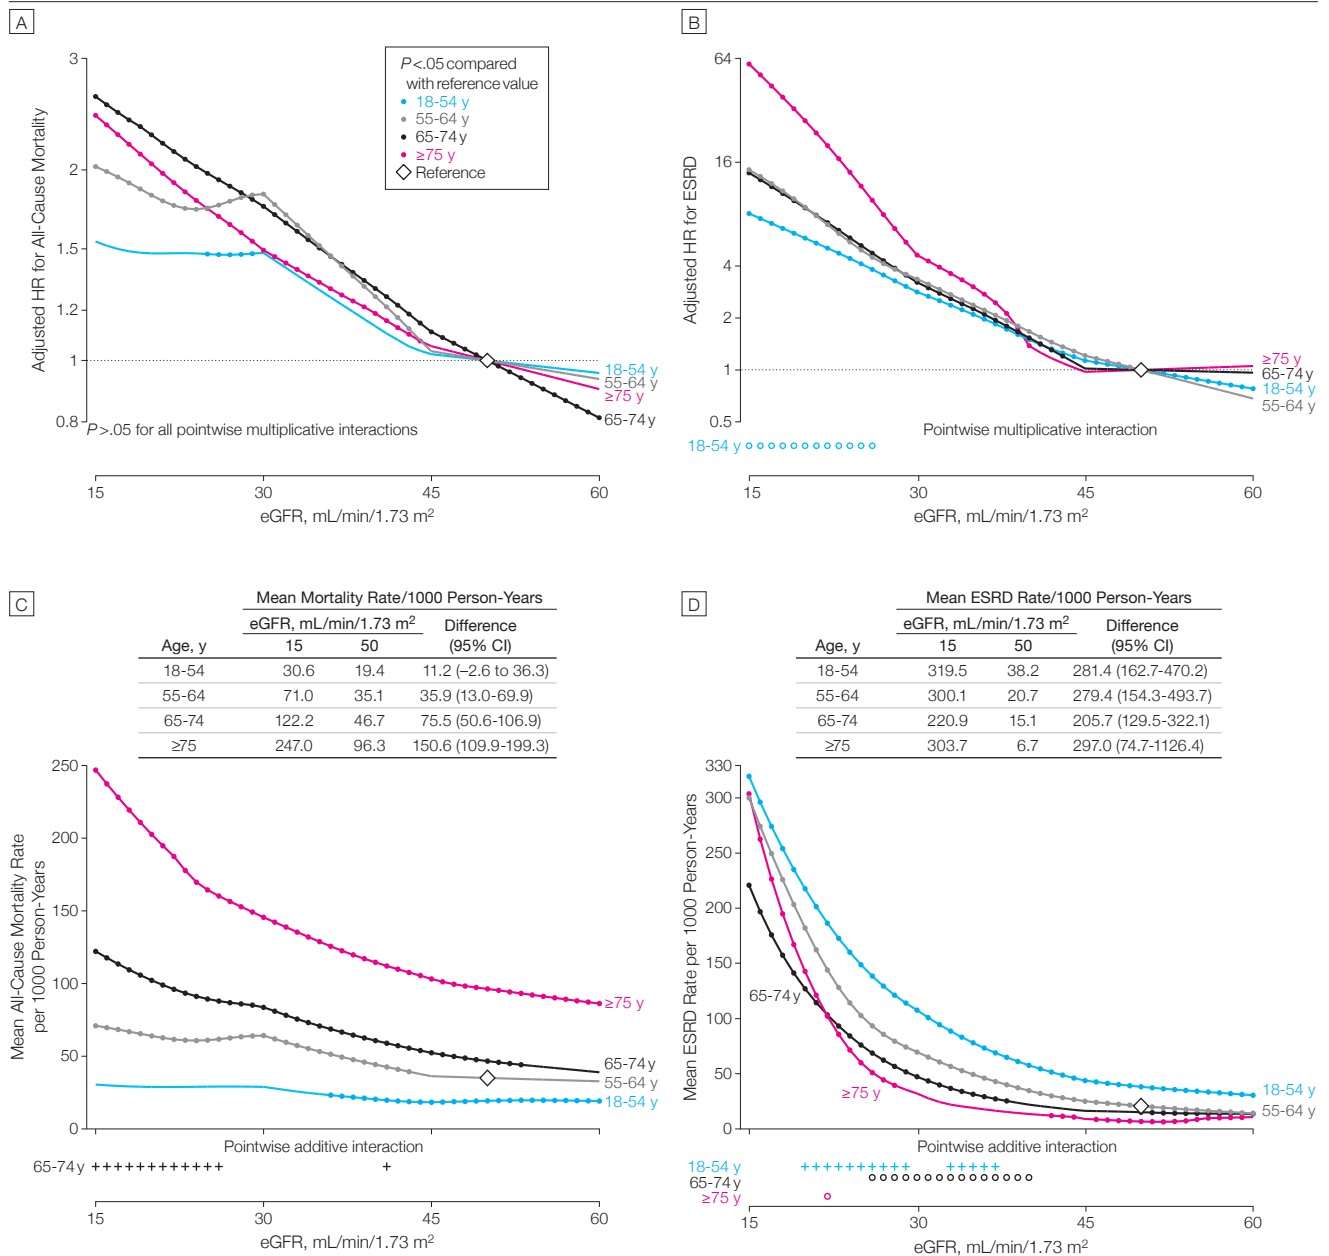 A
Adjusted HR for All-Cause Mortality
3
2
1.5
1.2
1
0.8
P<.05 compared
with reference value
18-54 y
55-64 y
65-74 y
≥75 y
Reference
18-54 y
55-64 y
≥75 y
65-74 y
P>.05 for all pointwise multiplicative interactions
15 30 45 60
eGFR, mL/min/1.73 m²
B
Adjusted HR for ESRD
64
16
4
2
1
0.5
≥75 y
65-74 y
18-54 y
55-64 y
Pointwise multiplicative interaction
18-54 y
15 30 45 60
eGFR, mL/min/1.73 m²
C
Mean Mortality Rate/1000 Person-Years
eGFR, mL/min/1.73 m² Difference
Age, y 15 50 (95% CI)
18-54 30.6 19.4 11.2 (–2.6 to 36.3)
55-64 71.0 35.1 35.9 (13.0-69.9)
65-74 122.2 46.7 75.5 (50.6-106.9)
≥75 247.0 96.3 150.6 (109.9-199.3)
Mean All-Cause Mortality Rate
per 1000 Person-Years
250
200
150
100
50
0
≥75 y
65-74 y
55-64 y
18-54 y
Pointwise additive interaction
65-74 y
15 30 45 60
eGFR, mL/min/1.73 m²
D
Mean ESRD Rate/1000 Person-Years
eGFR, mL/min/1.73 m² Difference
Age, y 15 50 (95% CI)
18-54 319.5 38.2 281.4 (162.7-470.2)
55-64 300.1 20.7 279.4 (154.3-493.7)
65-74 220.9 15.1 205.7 (129.5-322.1)
≥75 303.7 6.7 297.0 (74.7-1126.4)
Mean ESRD Rate per 1000 Person-Years
330
300
250
200
150
100
50
0
65-74 y
≥75 y
18-54 y
55-64 y
Pointwise additive interaction
18-54 y
65-74 y
≥75 y
15 30 45 60
eGFR, mL/min/1.73 m²